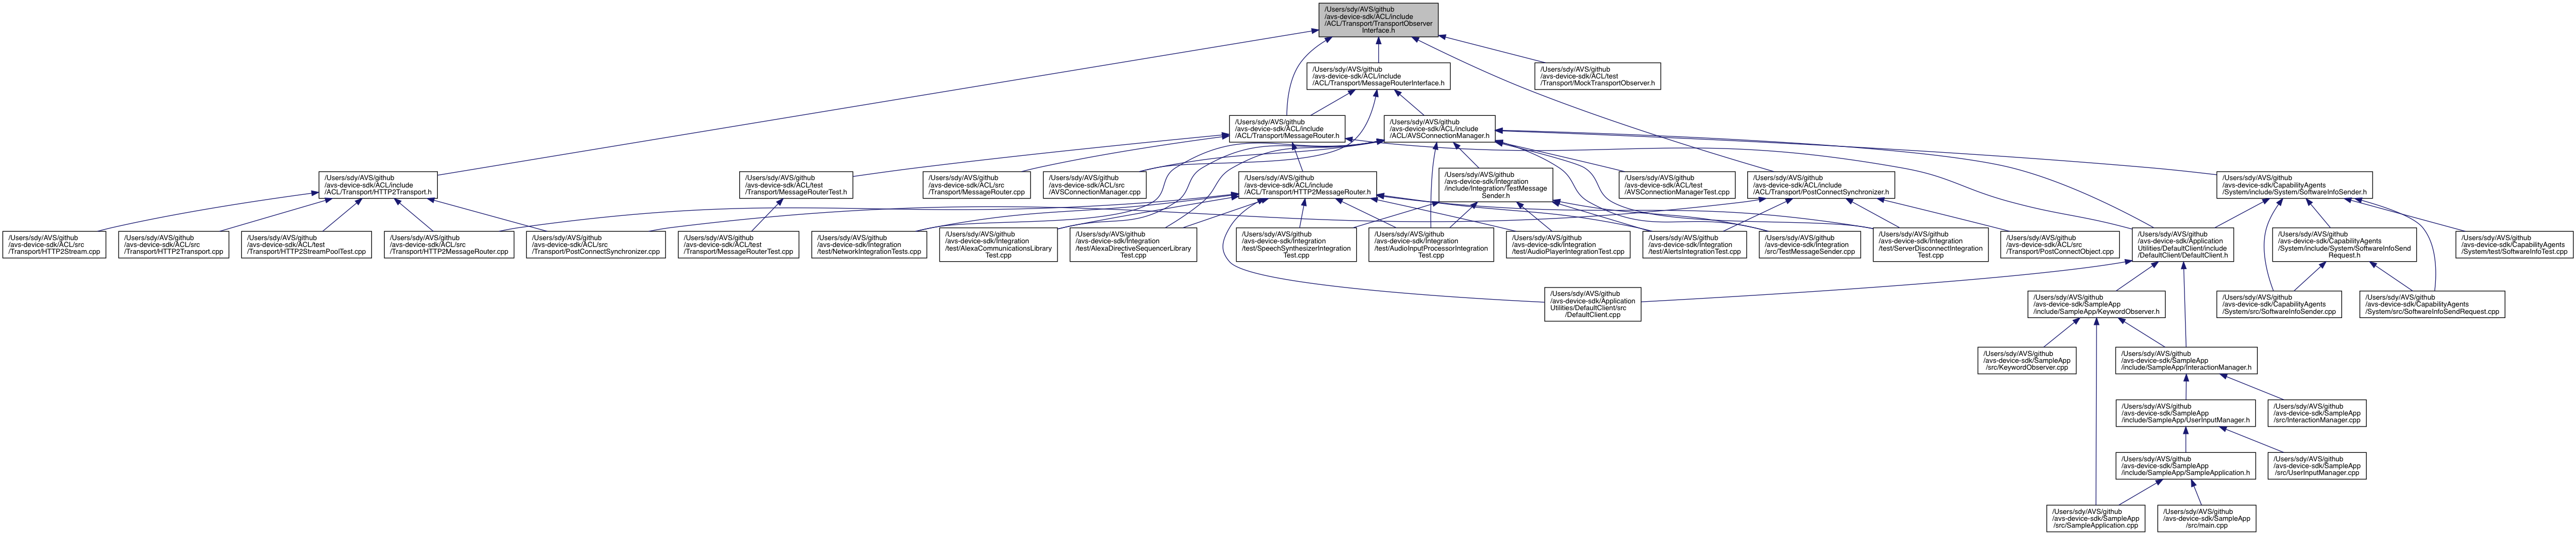 /Users/sdy/AVS/github
/avs-device-sdk/ACL/include
/ACL/Transport/TransportObserver
Interface.h
/Users/sdy/AVS/github
/avs-device-sdk/ACL/include
/ACL/Transport/MessageRouterInterface.h
/Users/sdy/AVS/github
/avs-device-sdk/ACL/test
/Transport/MockTransportObserver.h
/Users/sdy/AVS/github
/avs-device-sdk/ACL/include
/ACL/Transport/MessageRouter.h
/Users/sdy/AVS/github
/avs-device-sdk/ACL/include
/ACL/AVSConnectionManager.h
/Users/sdy/AVS/github
/avs-device-sdk/ACL/include
/ACL/Transport/HTTP2Transport.h
/Users/sdy/AVS/github
/avs-device-sdk/ACL/test
/Transport/MessageRouterTest.h
/Users/sdy/AVS/github
/avs-device-sdk/ACL/src
/Transport/MessageRouter.cpp
/Users/sdy/AVS/github
/avs-device-sdk/ACL/src
/AVSConnectionManager.cpp
/Users/sdy/AVS/github
/avs-device-sdk/ACL/include
/ACL/Transport/HTTP2MessageRouter.h
/Users/sdy/AVS/github
/avs-device-sdk/Integration
/include/Integration/TestMessage
Sender.h
/Users/sdy/AVS/github
/avs-device-sdk/ACL/test
/AVSConnectionManagerTest.cpp
/Users/sdy/AVS/github
/avs-device-sdk/ACL/include
/ACL/Transport/PostConnectSynchronizer.h
/Users/sdy/AVS/github
/avs-device-sdk/CapabilityAgents
/System/include/System/SoftwareInfoSender.h
/Users/sdy/AVS/github
/avs-device-sdk/ACL/src
/Transport/HTTP2Stream.cpp
/Users/sdy/AVS/github
/avs-device-sdk/ACL/src
/Transport/HTTP2Transport.cpp
/Users/sdy/AVS/github
/avs-device-sdk/ACL/test
/Transport/HTTP2StreamPoolTest.cpp
/Users/sdy/AVS/github
/avs-device-sdk/ACL/src
/Transport/HTTP2MessageRouter.cpp
/Users/sdy/AVS/github
/avs-device-sdk/ACL/src
/Transport/PostConnectSynchronizer.cpp
/Users/sdy/AVS/github
/avs-device-sdk/ACL/test
/Transport/MessageRouterTest.cpp
/Users/sdy/AVS/github
/avs-device-sdk/Integration
/test/NetworkIntegrationTests.cpp
/Users/sdy/AVS/github
/avs-device-sdk/Integration
/test/AlexaCommunicationsLibrary
Test.cpp
/Users/sdy/AVS/github
/avs-device-sdk/Integration
/test/AlexaDirectiveSequencerLibrary
Test.cpp
/Users/sdy/AVS/github
/avs-device-sdk/Integration
/test/SpeechSynthesizerIntegration
Test.cpp
/Users/sdy/AVS/github
/avs-device-sdk/Integration
/test/AudioInputProcessorIntegration
Test.cpp
/Users/sdy/AVS/github
/avs-device-sdk/Integration
/test/AudioPlayerIntegrationTest.cpp
/Users/sdy/AVS/github
/avs-device-sdk/Integration
/test/AlertsIntegrationTest.cpp
/Users/sdy/AVS/github
/avs-device-sdk/Integration
/src/TestMessageSender.cpp
/Users/sdy/AVS/github
/avs-device-sdk/Integration
/test/ServerDisconnectIntegration
Test.cpp
/Users/sdy/AVS/github
/avs-device-sdk/ACL/src
/Transport/PostConnectObject.cpp
/Users/sdy/AVS/github
/avs-device-sdk/Application
Utilities/DefaultClient/include
/DefaultClient/DefaultClient.h
/Users/sdy/AVS/github
/avs-device-sdk/CapabilityAgents
/System/include/System/SoftwareInfoSend
Request.h
/Users/sdy/AVS/github
/avs-device-sdk/CapabilityAgents
/System/test/SoftwareInfoTest.cpp
/Users/sdy/AVS/github
/avs-device-sdk/Application
Utilities/DefaultClient/src
/DefaultClient.cpp
/Users/sdy/AVS/github
/avs-device-sdk/SampleApp
/include/SampleApp/KeywordObserver.h
/Users/sdy/AVS/github
/avs-device-sdk/CapabilityAgents
/System/src/SoftwareInfoSender.cpp
/Users/sdy/AVS/github
/avs-device-sdk/CapabilityAgents
/System/src/SoftwareInfoSendRequest.cpp
/Users/sdy/AVS/github
/avs-device-sdk/SampleApp
/src/KeywordObserver.cpp
/Users/sdy/AVS/github
/avs-device-sdk/SampleApp
/include/SampleApp/InteractionManager.h
/Users/sdy/AVS/github
/avs-device-sdk/SampleApp
/include/SampleApp/UserInputManager.h
/Users/sdy/AVS/github
/avs-device-sdk/SampleApp
/src/InteractionManager.cpp
/Users/sdy/AVS/github
/avs-device-sdk/SampleApp
/include/SampleApp/SampleApplication.h
/Users/sdy/AVS/github
/avs-device-sdk/SampleApp
/src/UserInputManager.cpp
/Users/sdy/AVS/github
/avs-device-sdk/SampleApp
/src/SampleApplication.cpp
/Users/sdy/AVS/github
/avs-device-sdk/SampleApp
/src/main.cpp